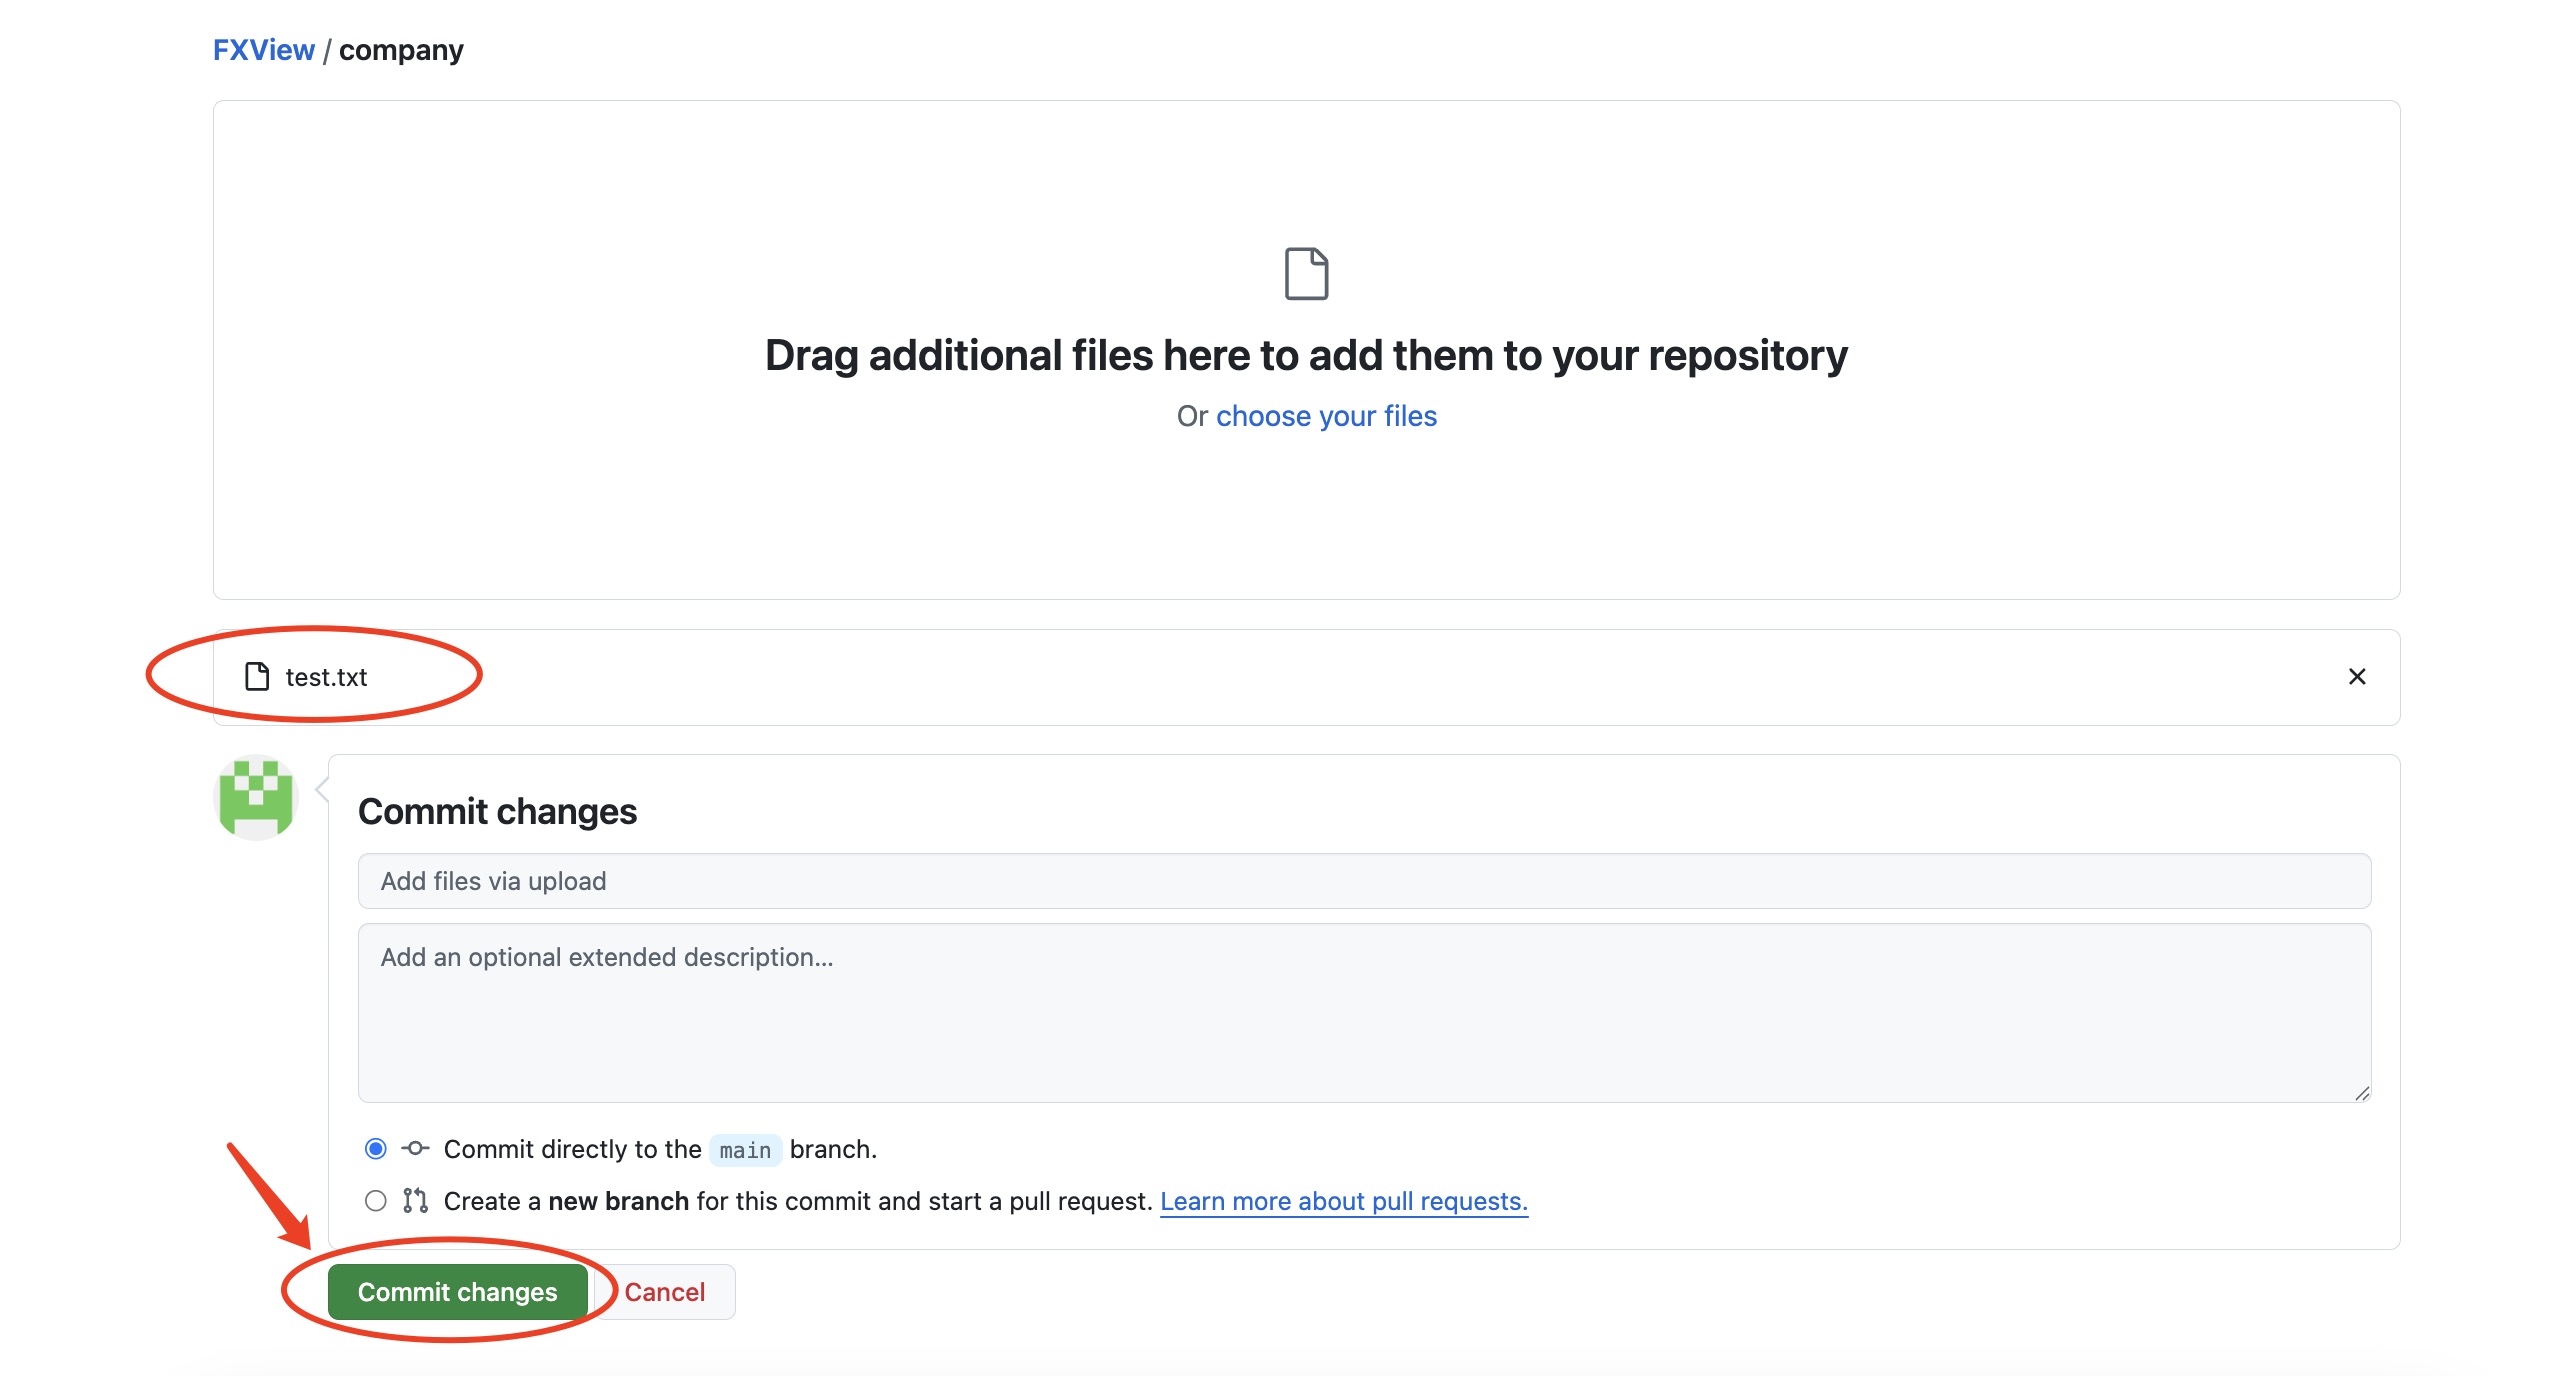 FXView / company
Drag additional files here to add them to your repository
Or choose your files
test.txt
Commit changes
Add files via upload
Add an optional extended description...
Commit directly to the main branch.
Create a new branch for this commit and start a pull request. Learn more about pull requests.
Commit changes
Cancel